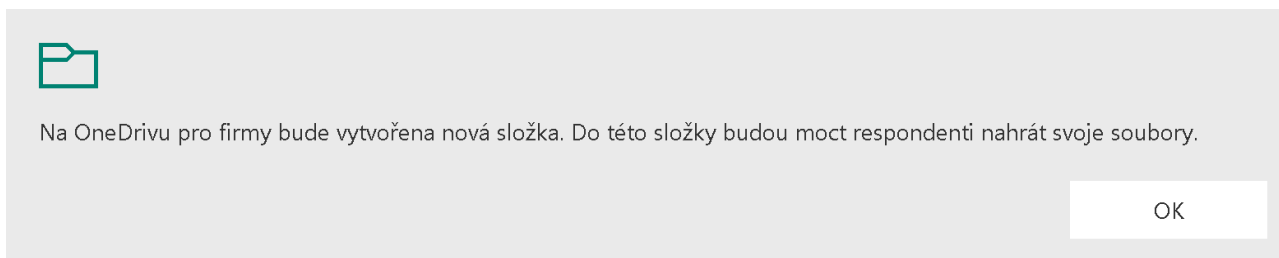 Na OneDrivu pro firmy bude vytvořena nová složka. Do této složky budou moct respondenti nahrát svoje soubory.
OK